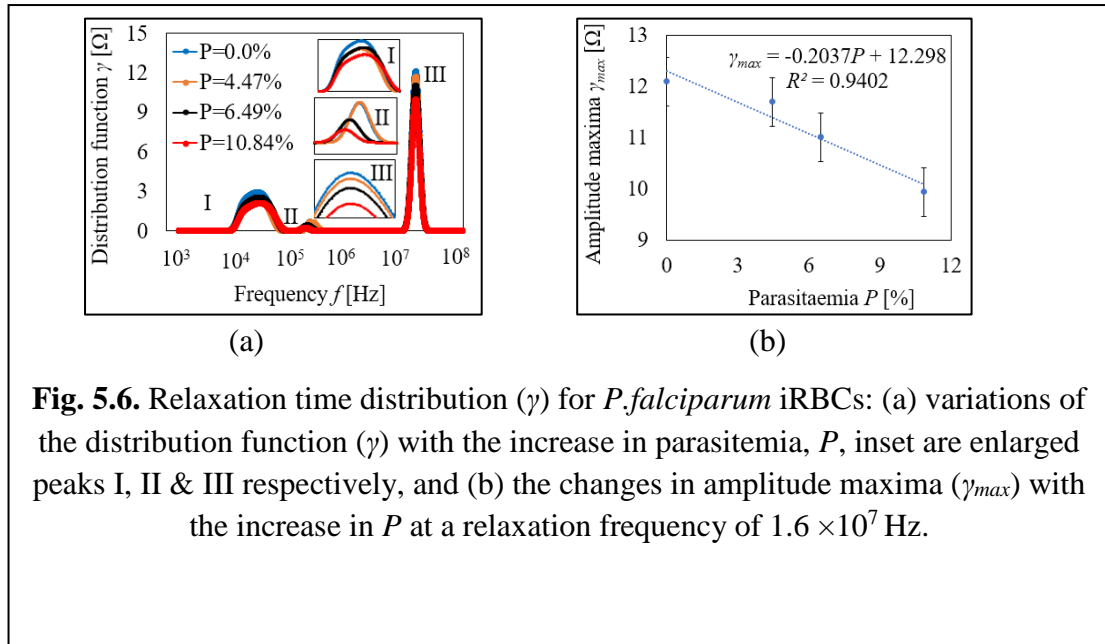 15
12
9
6
3
0
Distribution function γ [Ω]
P=0.0%
P=4.47%
P=6.49%
P=10.84%
I
II
III
I
II
III
10³ 10⁴ 10⁵ 10⁶ 10⁷ 10⁸
Frequency f [Hz]
(a)
13
12
11
10
9
Amplitude maxima γmax [Ω]
γmax = -0.2037P + 12.298
R² = 0.9402
0 3 6 9 12
Parasitaemia P [%]
(b)
Fig. 5.6. Relaxation time distribution (γ) for P.falciparum iRBCs: (a) variations of
the distribution function (γ) with the increase in parasitemia, P, inset are enlarged
peaks I, II & III respectively, and (b) the changes in amplitude maxima (γmax) with
the increase in P at a relaxation frequency of 1.6 ×10⁷ Hz.